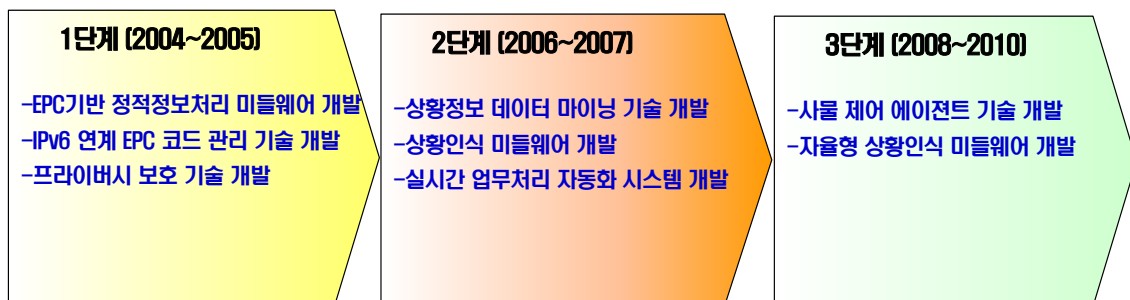 1단계 (2004~2005)
-EPC기반 정적정보처리 미들웨어 개발
-IPv6 연계 EPC 코드 관리 기술 개발
-프라이버시 보호 기술 개발
2단계 (2006~2007)
-상황정보 데이터 마이닝 기술 개발
-상황인식 미들웨어 개발
-실시간 업무처리 자동화 시스템 개발
3단계 (2008~2010)
-사물 제어 에이젼트 기술 개발
-자율형 상황인식 미들웨어 개발